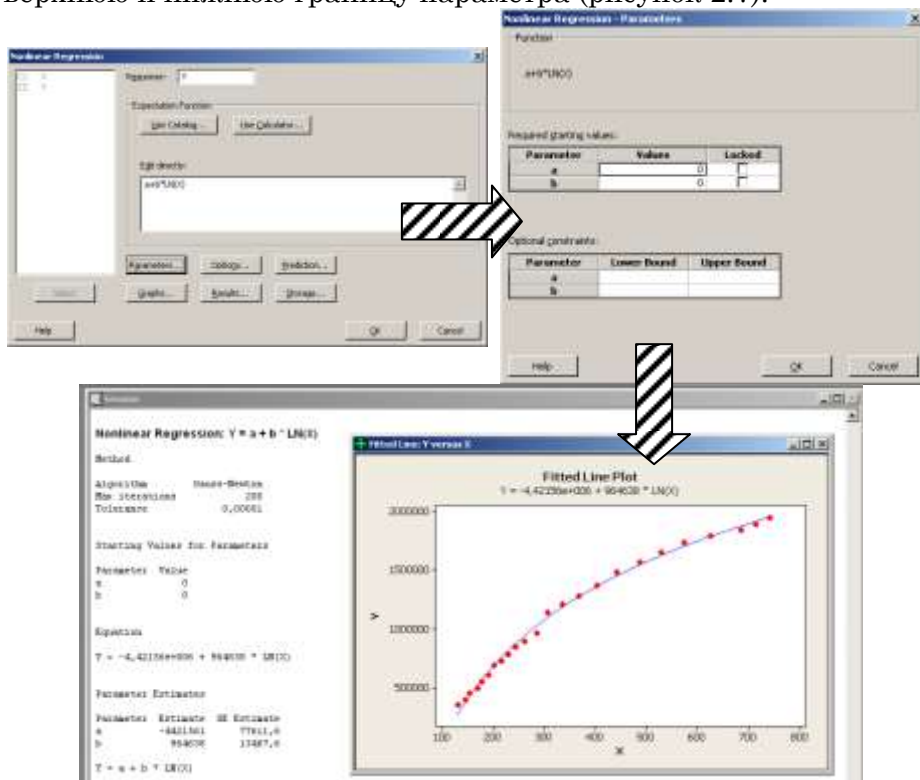 верхнюю и нижнюю границу параметра (рисунок 2.4).
Nonlinear Regression
Response: Y
Expectation Function
Use Catalog... Use Calculator...
Edit directly:
a+b*LN(X)
Parameters... Options... Prediction...
Select Graphs... Results... Storage...
Help OK Cancel
Nonlinear Regression - Parameters
Function
a+b*LN(X)
Required starting values:
Parameter Values Locked
a 0
b 0
Optional constraints:
Parameter Lower Bound Upper Bound
a
b
Help OK Cancel
Session
Nonlinear Regression: Y = a + b * LN(X)
Method
Algorithm Gauss-Newton
Max iterations 200
Tolerance 0,00001
Starting Values for Parameters
Parameter Value
a 0
b 0
Equation
Y = -4,42156e+006 + 964638 * LN(X)
Parameter Estimates
Parameter Estimate SE Estimate
a -4421561
b 964638
Y = a + b * LN(X)
Fitted Line: Y versus X
Fitted Line Plot
Y = -4,42156e+006 + 964638 * LN(X)
2000000
1500000
1000000
500000
Y
100 200 300 400 500 600 700 800
X